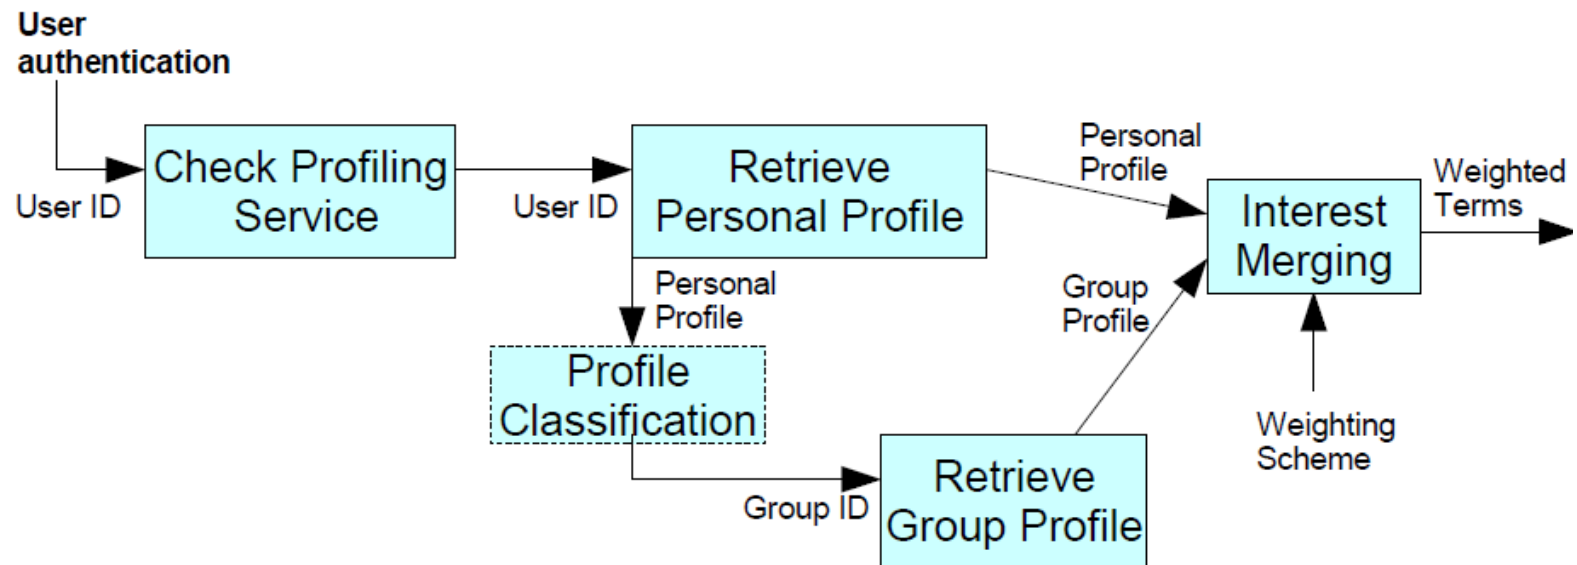 User
authentication
User ID
Check Profiling
Service
User ID
Retrieve
Personal Profile
Personal
Profile
Interest
Merging
Weighted
Terms
Personal
Profile
Profile
Classification
Group ID
Retrieve
Group Profile
Group
Profile
Weighting
Scheme